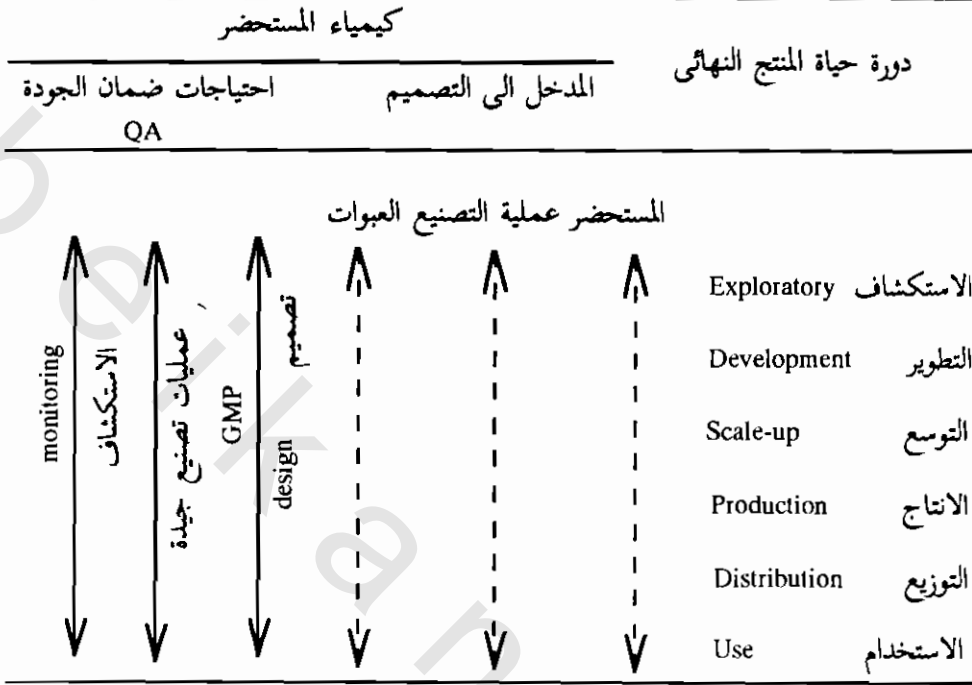 كيمياء المستحضر
دورة حياة المنتج النهائى
المدخل الى التصميم
احتياجات ضمان الجودة
QA
المستحضر عملية التصنيع العبوات
الاستكشاف Exploratory
التطوير Development
التوسع Scale-up
الانتاج Production
التوزيع Distribution
الاستخدام Use
تصميم
design
GMP
عمليات تصنيع جيدة
الاستكشاف
monitoring
beikan